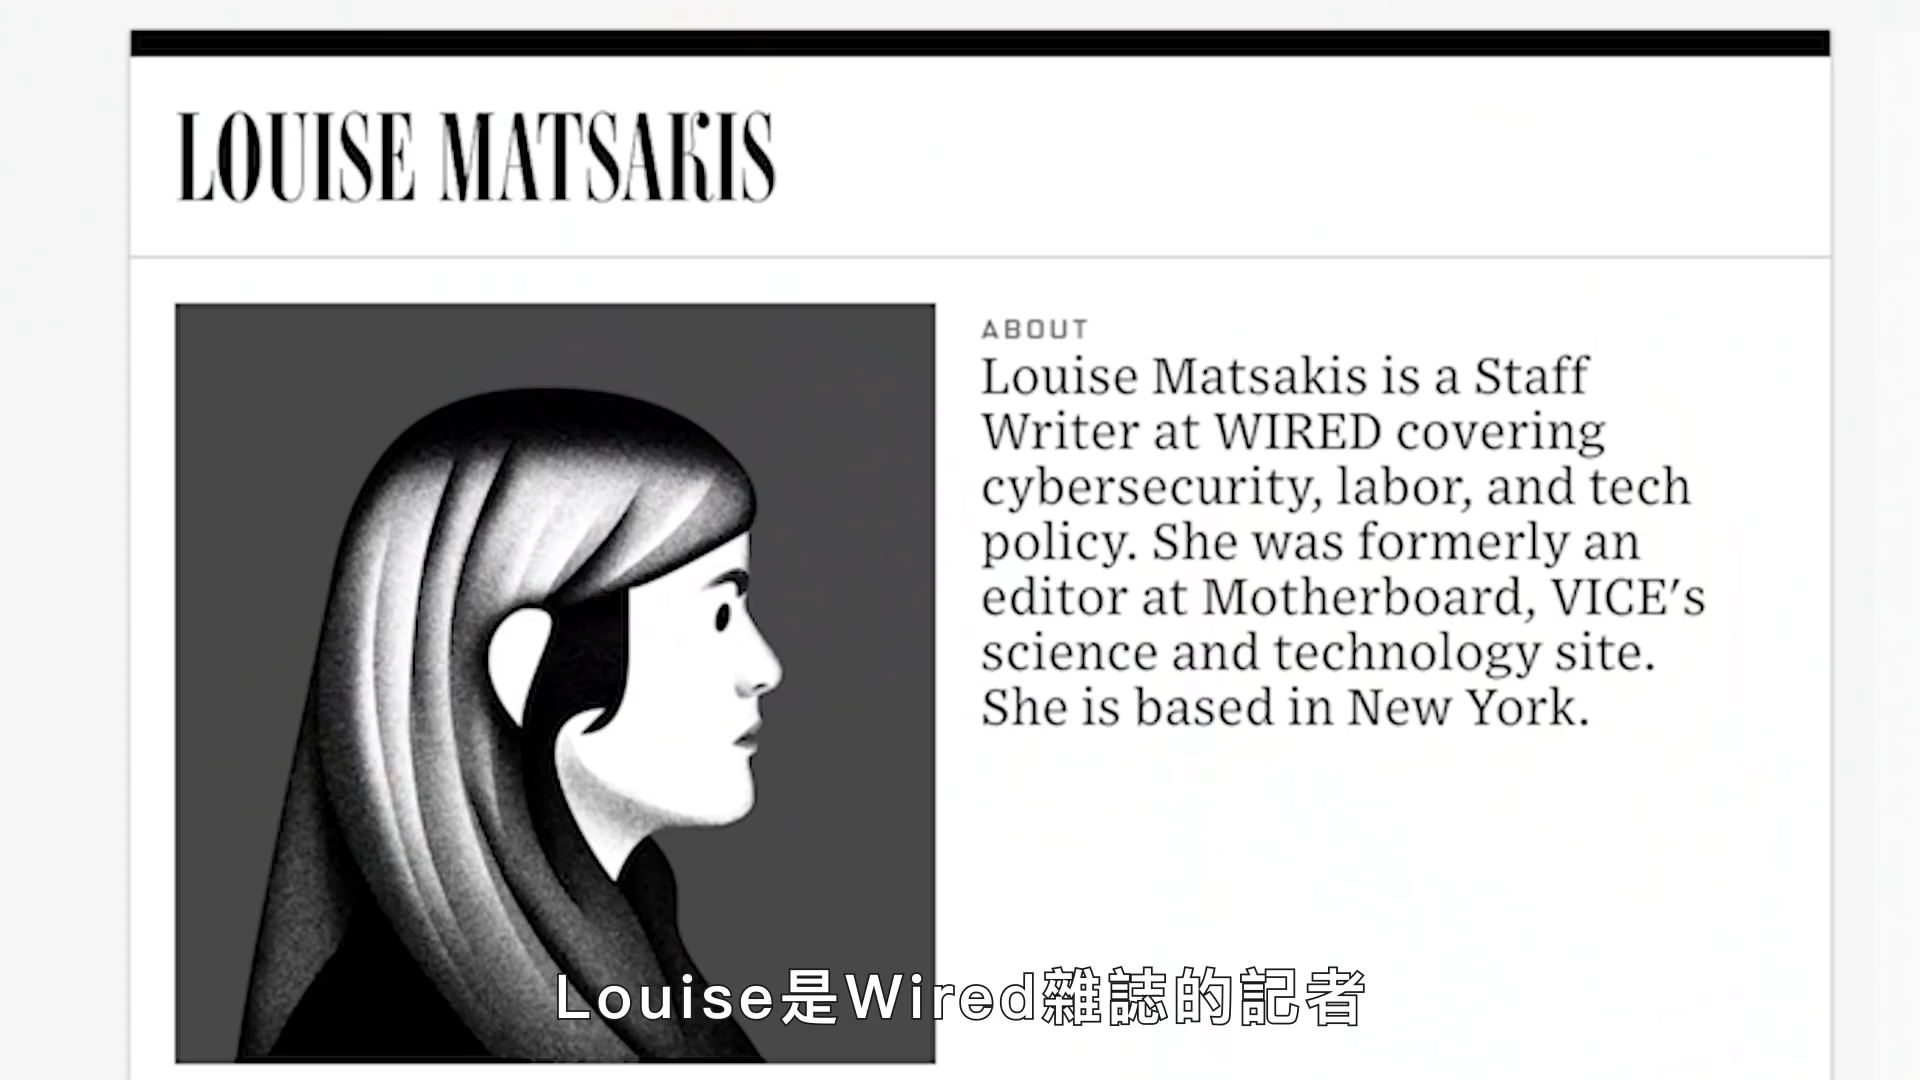 LOUISE MATSAKIS
ABOUT
Louise Matsakis is a Staff
Writer at WIRED covering
cybersecurity, labor, and tech
policy. She was formerly an
editor at Motherboard, VICE's
science and technology site.
She is based in New York.
Louise是Wired雜誌的記者